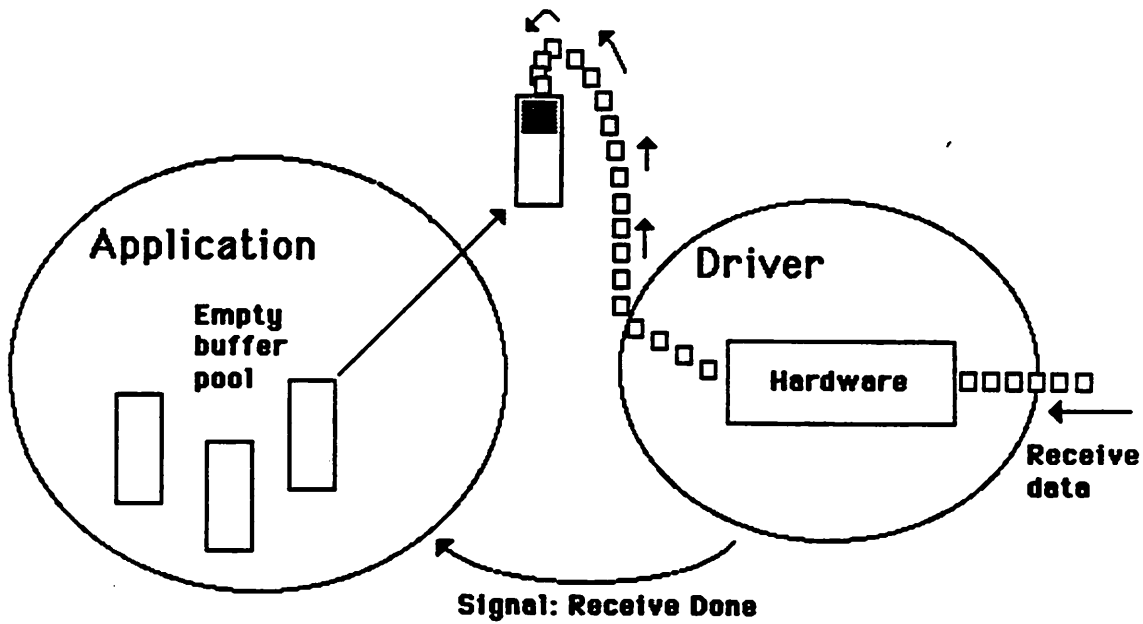 Application
Empty
buffer
pool
Driver
Hardware
Receive
data
Signal: Receive Done